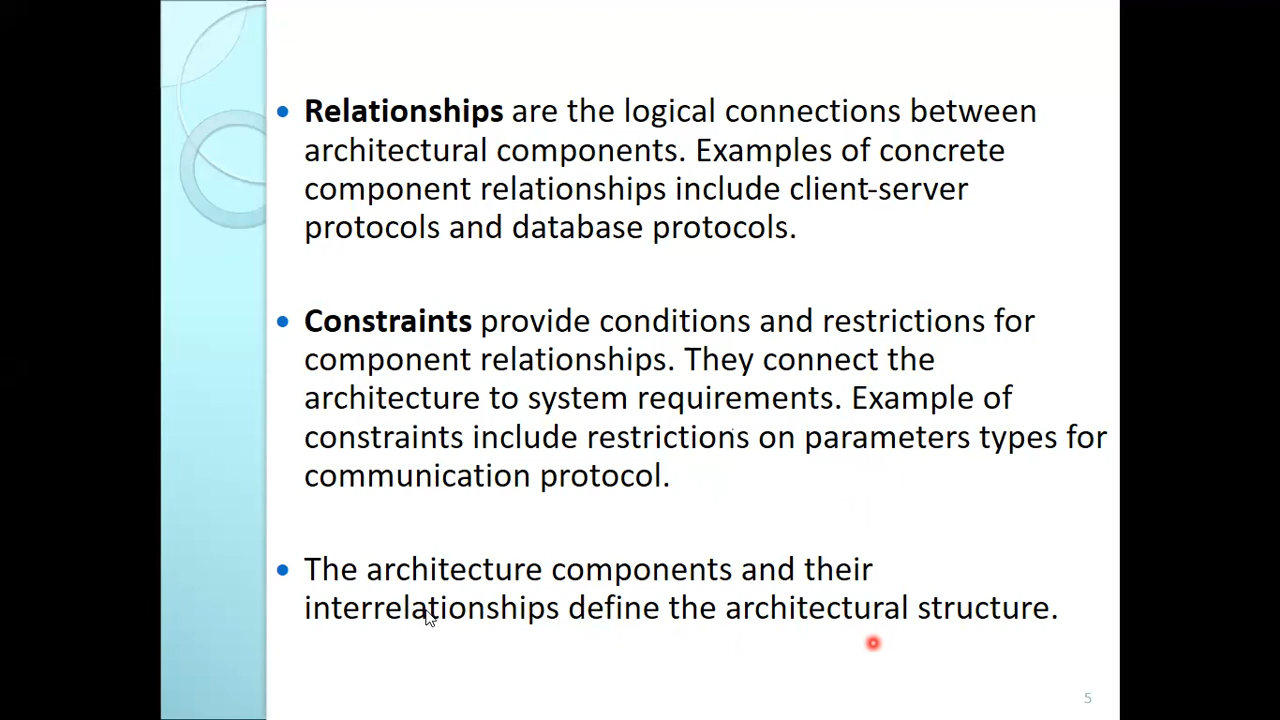 • Relationships are the logical connections between
architectural components. Examples of concrete
component relationships include client-server
protocols and database protocols.
• Constraints provide conditions and restrictions for
component relationships. They connect the
architecture to system requirements. Example of
constraints include restrictions on parameters types for
communication protocol.
• The architecture components and their
interrelationships define the architectural structure.
5